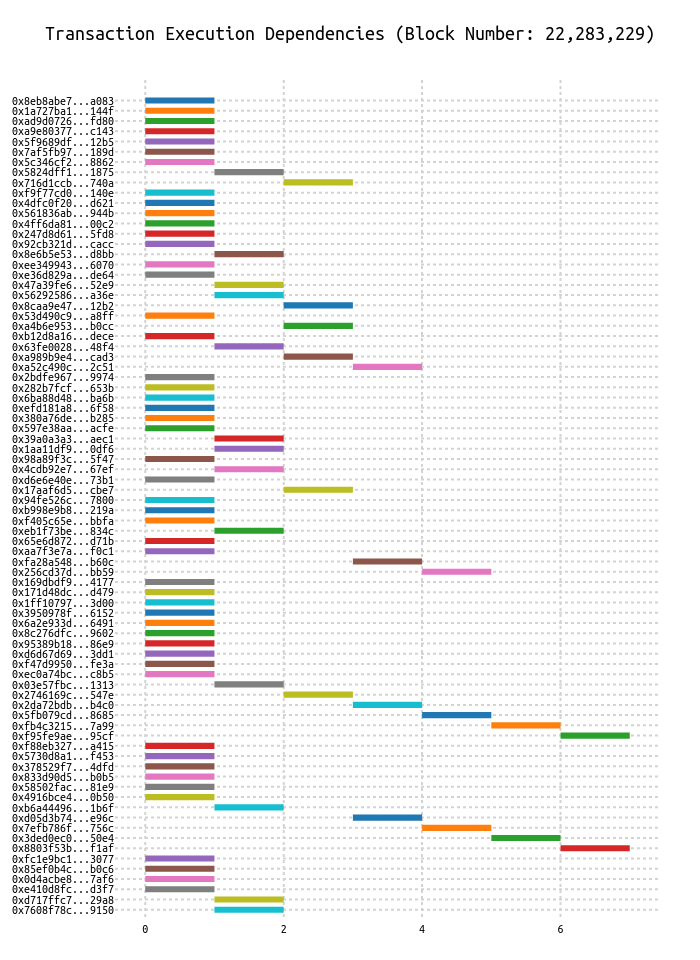 Transaction Execution Dependencies (Block Number: 22,283,229)
0x8eb8abe7...a083
0x1a727ba1...144f
0xad9d0726...fd80
0xa9e80377...c143
0x5f9689df...12b5
0x7af5fb97...189d
0x5c346cf2...8862
0x5824dff1...1875
0x716d1ccb...740a
0xf9f77cd0...140e
0x4dfc0f20...d621
0x561836ab...944b
0x4ff6da81...00c2
0x247d8d61...5fd8
0x92cb321d...cacc
0x8e6b5e53...d8bb
0xee349943...6070
0xe36d829a...de64
0x47a39fe6...52e9
0x56292586...a36e
0x8caa9e47...12b2
0x53d490c9...a8ff
0xa4b6e953...b0cc
0xb12d8a16...dece
0x63fe0028...48f4
0xa989b9e4...cad3
0xa52c490c...2c51
0x2bdfe967...9974
0x282b7fcf...653b
0x6ba88d48...ba6b
0xefd181a8...6f58
0x380a76de...b285
0x597e38aa...acfe
0x39a0a3a3...aec1
0x1aa11df9...0df6
0x98a89f3c...5f47
0x4cdb92e7...67ef
0xd6e6e40e...73b1
0x17aaf6d5...cbe7
0x94fe526c...7800
0xb998e9b8...219a
0xf405c65e...bbfa
0xeb1f73be...834c
0x65e6d872...d71b
0xaa7f3e7a...f0c1
0xfa28a548...b60c
0x256cd37d...bb59
0x169dbdf9...4177
0x171d48dc...d479
0x1ff10797...3d00
0x3950978f...6152
0x6a2e933d...6491
0x8c276dfc...9602
0x95389b18...86e9
0xd6d67d69...3dd1
0xf47d9950...fe3a
0xec0a74bc...c8b5
0x03e57fbc...1313
0x2746169c...547e
0x2da72bdb...b4c0
0x5fb079cd...8685
0xfb4c3215...7a99
0xf95fe9ae...95cf
0xf88eb327...a415
0x5730d8a1...f453
0x378529f7...4dfd
0x833d90d5...b0b5
0x58502fac...81e9
0x4916bce4...0b50
0xb6a44496...1b6f
0xd05d3b74...e96c
0x7efb786f...756c
0x3ded0ec0...50e4
0x8803f53b...f1af
0xfc1e9bc1...3077
0x85ef0b4c...b0c6
0x0d4acbe8...7af6
0xe410d8fc...d3f7
0xd717ffc7...29a8
0x7608f78c...9150
0 2 4 6